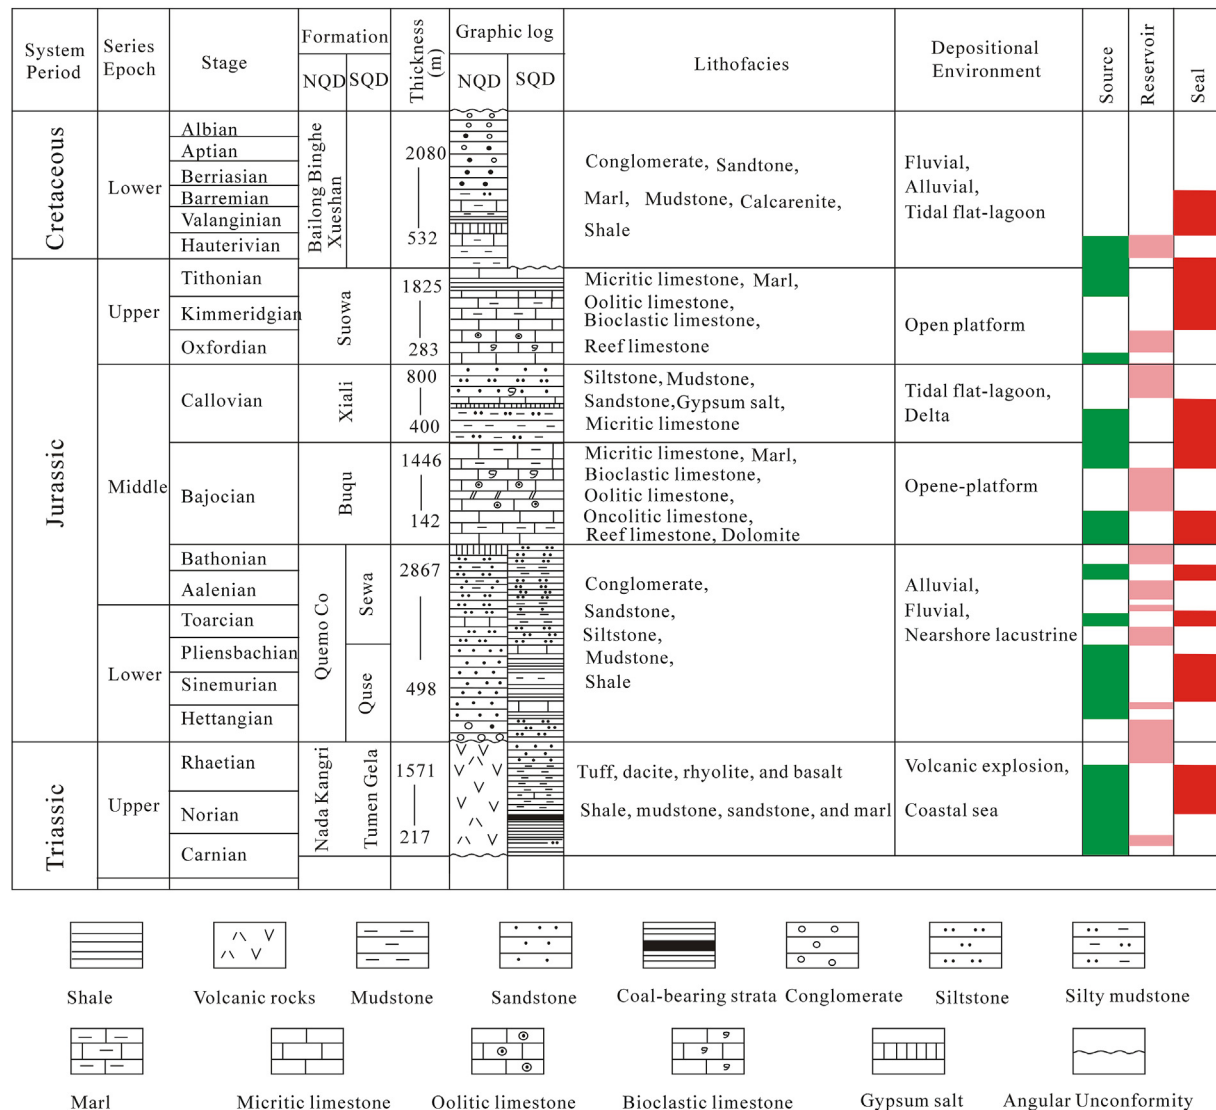 System Period
Series Epoch
Stage
Formation
NQD
SQD
Thickness (m)
Graphic log
NQD
SQD
Lithofacies
Depositional Environment
Source
Reservoir
Seal
Cretaceous
Lower
Albian
Aptian
Berriasian
Barremian
Valanginian
Hauterivian
Bailong Binghe
Xueshan
2080
532
Conglomerate, Sandtone,
Marl, Mudstone, Calcarenite,
Shale
Fluvial,
Alluvial,
Tidal flat-lagoon
Jurassic
Upper
Tithonian
Kimmeridgian
Oxfordian
Suowa
1825
283
Micritic limestone, Marl,
Oolitic limestone,
Bioclastic limestone,
Reef limestone
Open platform
Middle
Callovian
Xiali
800
400
Siltstone, Mudstone,
Sandstone, Gypsum salt,
Micritic limestone
Tidal flat-lagoon,
Delta
Bajocian
Buqu
1446
142
Micritic limestone, Marl,
Bioclastic limestone,
Oolitic limestone,
Oncolitic limestone,
Reef limestone, Dolomite
Opene-platform
Bathonian
Aalenian
Lower
Toarcian
Pliensbachian
Sinemurian
Hettangian
Quemo Co
Sewa
Quse
2867
498
Conglomerate,
Sandstone,
Siltstone,
Mudstone,
Shale
Alluvial,
Fluvial,
Nearshore lacustrine
Triassic
Upper
Rhaetian
Norian
Carnian
Nada Kangri
Tumen Gela
1571
217
Tuff, dacite, rhyolite, and basalt
Shale, mudstone, sandstone, and marl
Volcanic explosion,
Coastal sea
Shale
Volcanic rocks
Mudstone
Sandstone
Coal-bearing strata
Conglomerate
Siltstone
Silty mudstone
Marl
Micritic limestone
Oolitic limestone
Bioclastic limestone
Gypsum salt
Angular Unconformity